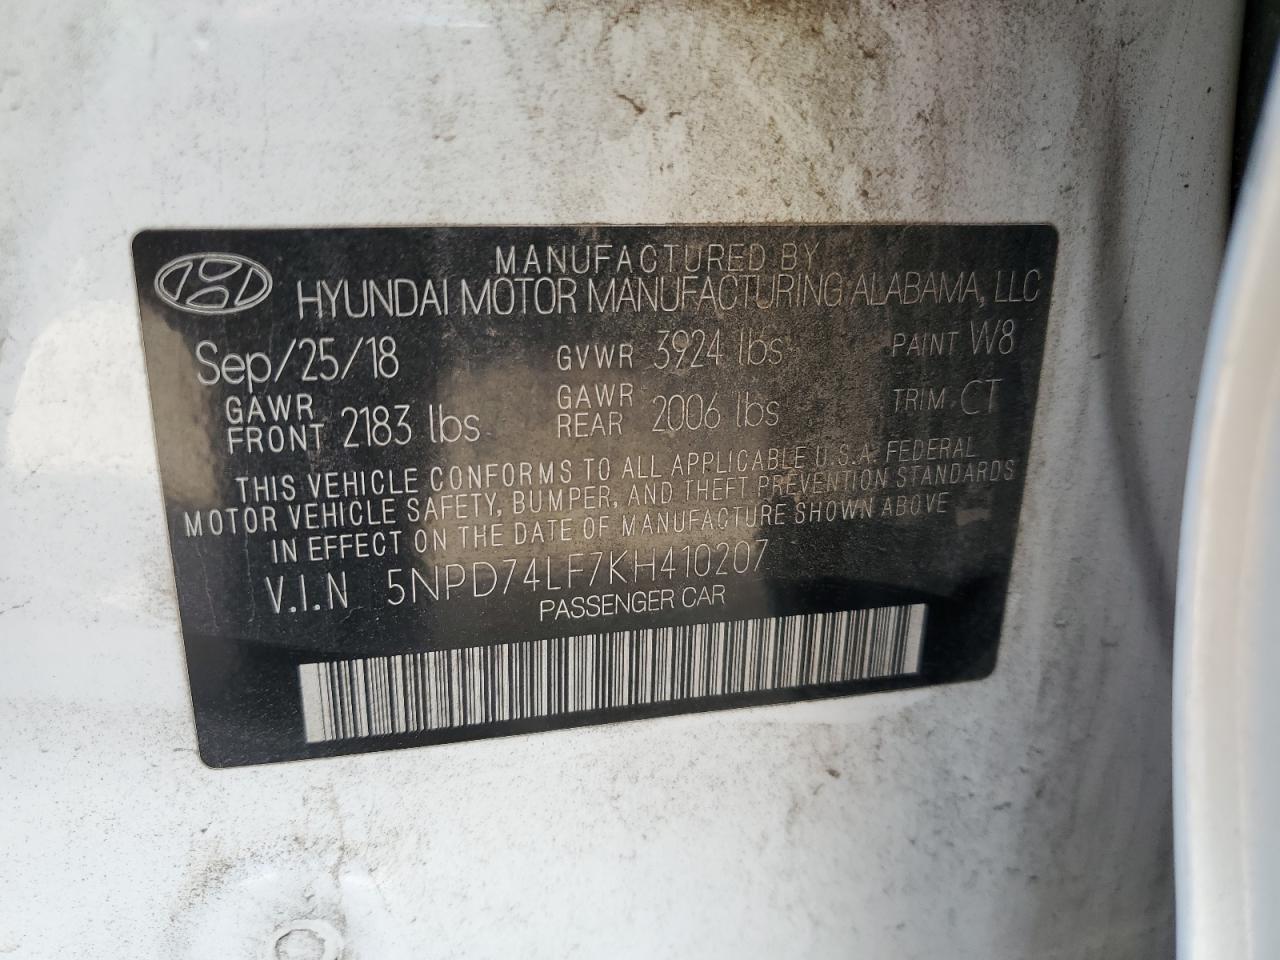 MANUFACTURED BY
HYUNDAI MOTOR MANUFACTURING ALABAMA, LLC
Sep/25/18 GVWR 3924 lbs PAINT W8
GAWR FRONT 2183 lbs GAWR REAR 2006 lbs TRIM CT
THIS VEHICLE CONFORMS TO ALL APPLICABLE U.S.A. FEDERAL
MOTOR VEHICLE SAFETY, BUMPER, AND THEFT PREVENTION STANDARDS
IN EFFECT ON THE DATE OF MANUFACTURE SHOWN ABOVE
V.I.N 5NPD74LF7KH410207
PASSENGER CAR